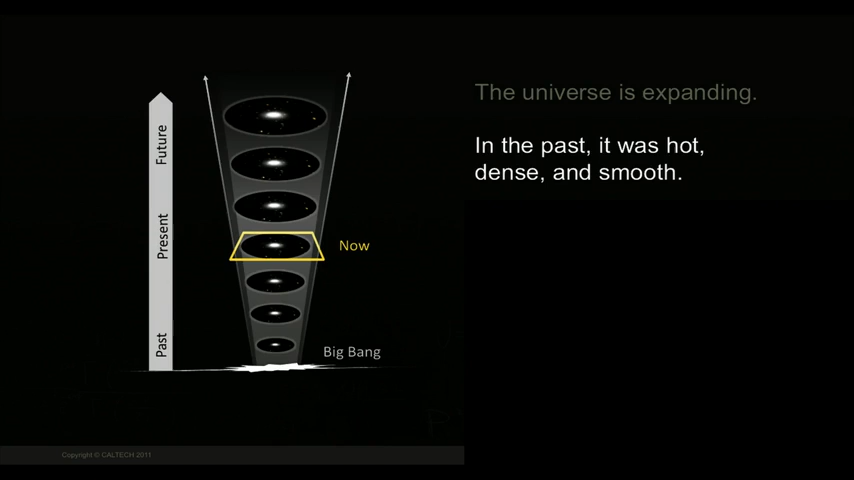 The universe is expanding.
In the past, it was hot,
dense, and smooth.
Future
Present
Past
Now
Big Bang
Copyright © CALTECH 2011